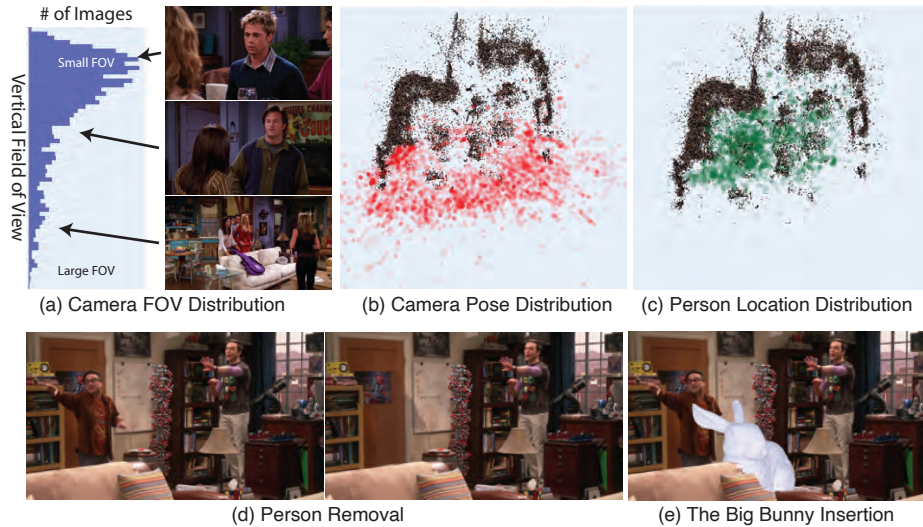 # of Images
Small FOV
Vertical Field of View
Large FOV
(a) Camera FOV Distribution
(b) Camera Pose Distribution
(c) Person Location Distribution
(d) Person Removal
(e) The Big Bunny Insertion